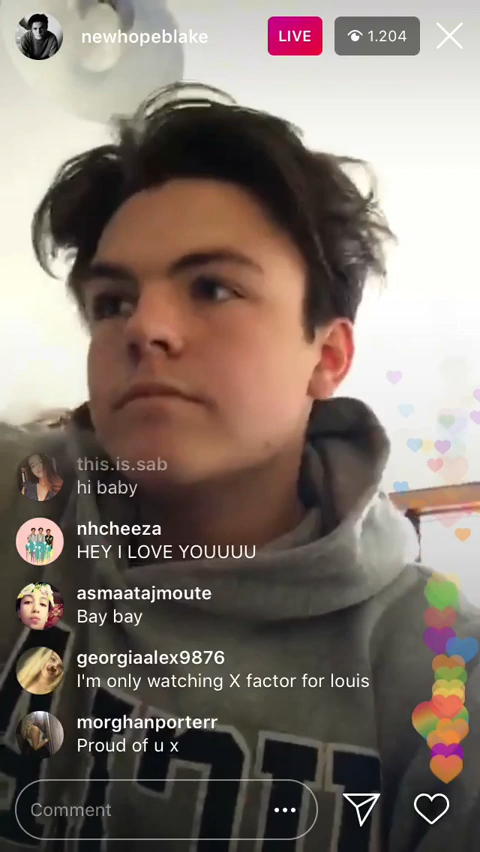 newhopeblake
LIVE
1.204
this.is.sab
hi baby
nhcheeza
HEY I LOVE YOUUUU
asmaatajmoute
Bay bay
georgiaalex9876
I'm only watching X factor for louis
morghanporterr
Proud of u x
Comment